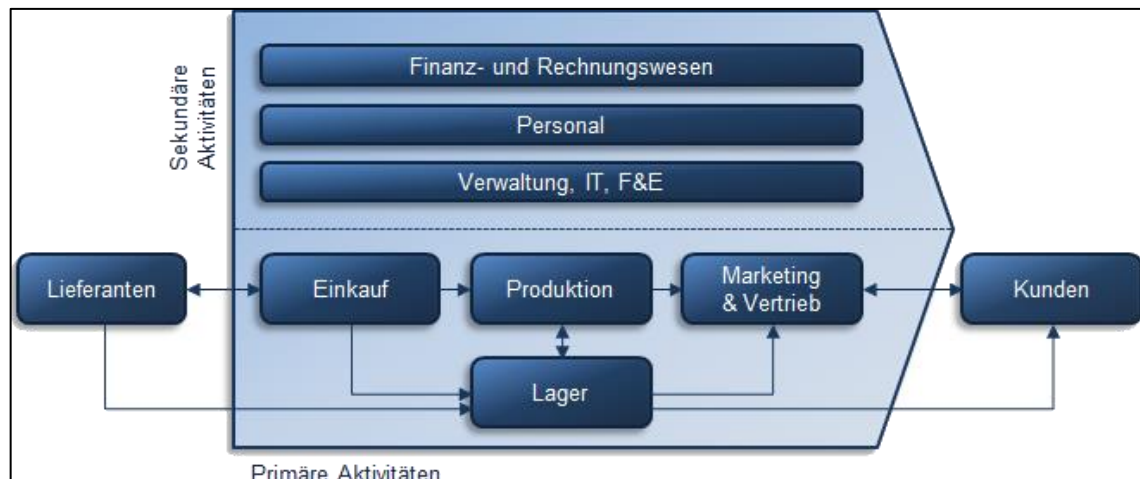 Sekundäre
Aktivitäten
Finanz- und Rechnungswesen
Personal
Verwaltung, IT, F&E
Lieferanten
Einkauf
Produktion
Marketing
& Vertrieb
Kunden
Lager
Primäre Aktivitäten